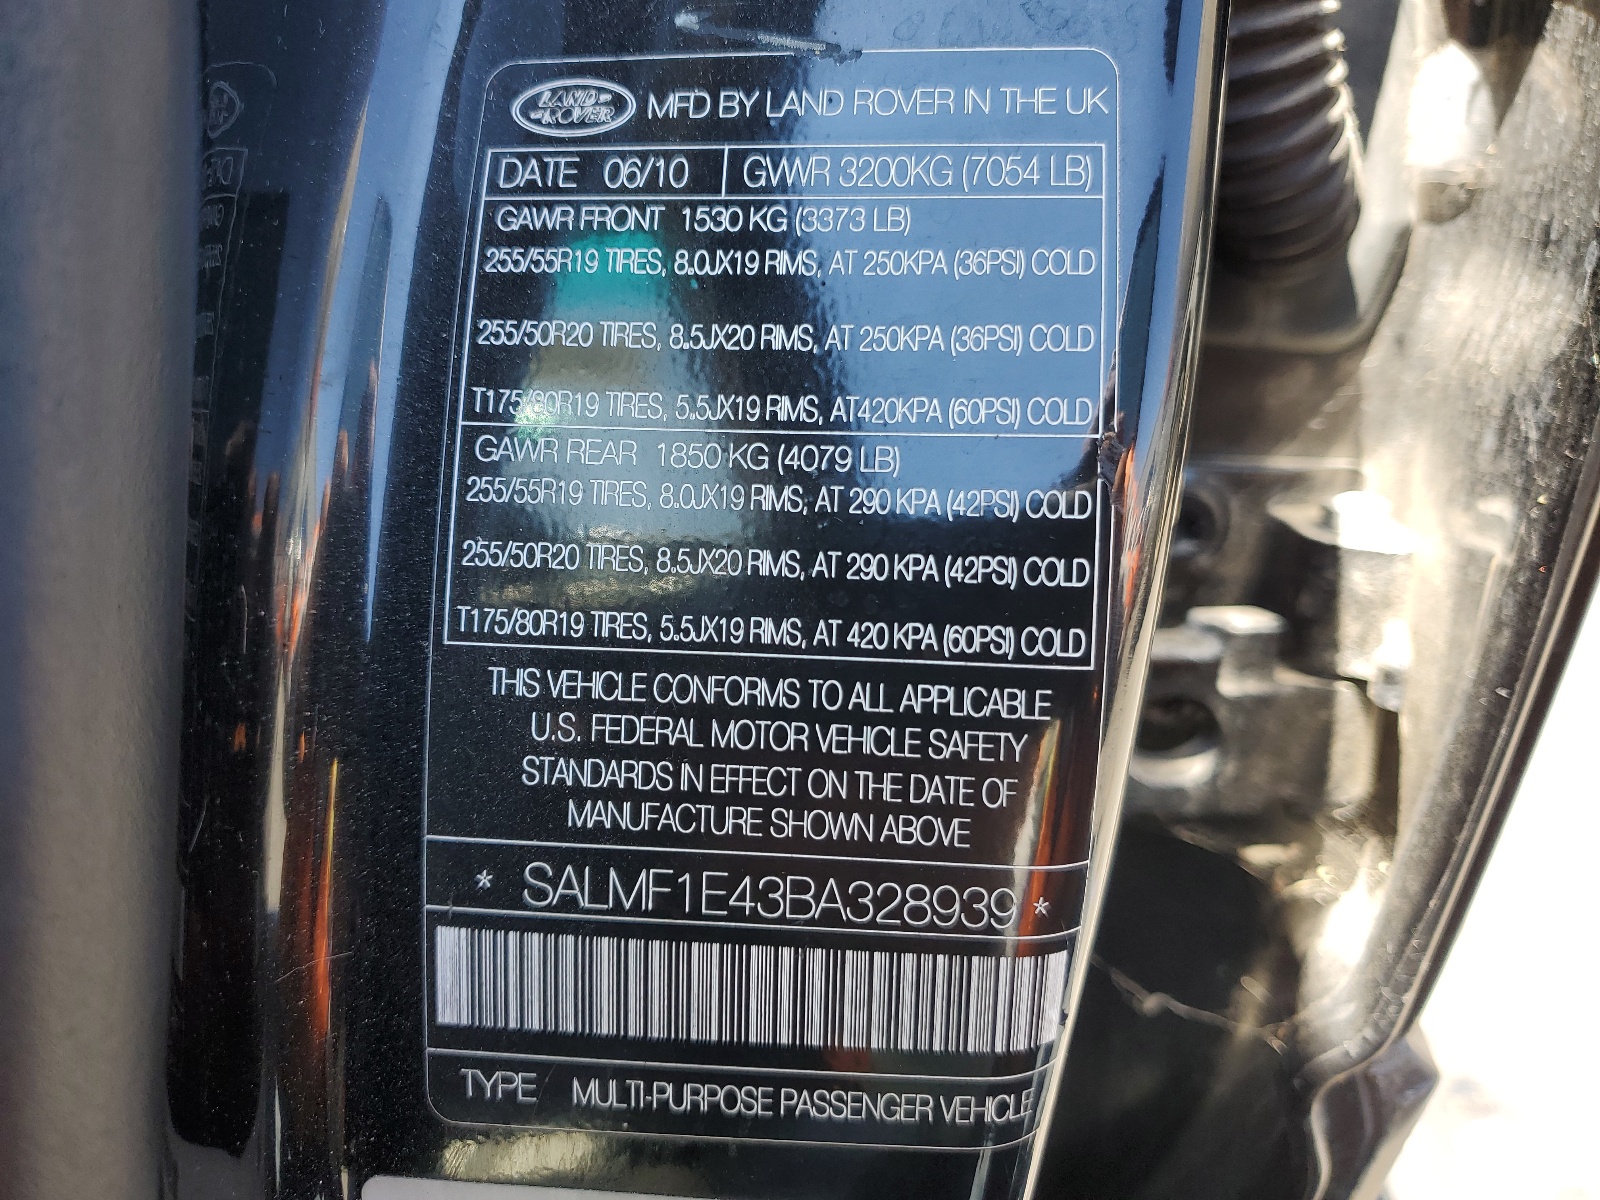 LAND-
-ROVER
MFD BY LAND ROVER IN THE UK
DATE 06/10 GVWR 3200KG (7054 LB)
GAWR FRONT 1530 KG (3373 LB)
255/55R19 TIRES, 8.0JX19 RIMS, AT 250KPA (36PSI) COLD
255/50R20 TIRES, 8.5JX20 RIMS, AT 250KPA (36PSI) COLD
T175/80R19 TIRES, 5.5JX19 RIMS, AT420KPA (60PSI) COLD
GAWR REAR 1850 KG (4079 LB)
255/55R19 TIRES, 8.0JX19 RIMS, AT 290 KPA (42PSI) COLD
255/50R20 TIRES, 8.5JX20 RIMS, AT 290 KPA (42PSI) COLD
T175/80R19 TIRES, 5.5JX19 RIMS, AT 420 KPA (60PSI) COLD
THIS VEHICLE CONFORMS TO ALL APPLICABLE
U.S. FEDERAL MOTOR VEHICLE SAFETY
STANDARDS IN EFFECT ON THE DATE OF
MANUFACTURE SHOWN ABOVE
* SALMF1E43BA328939 *
TYPE MULTI-PURPOSE PASSENGER VEHICLE